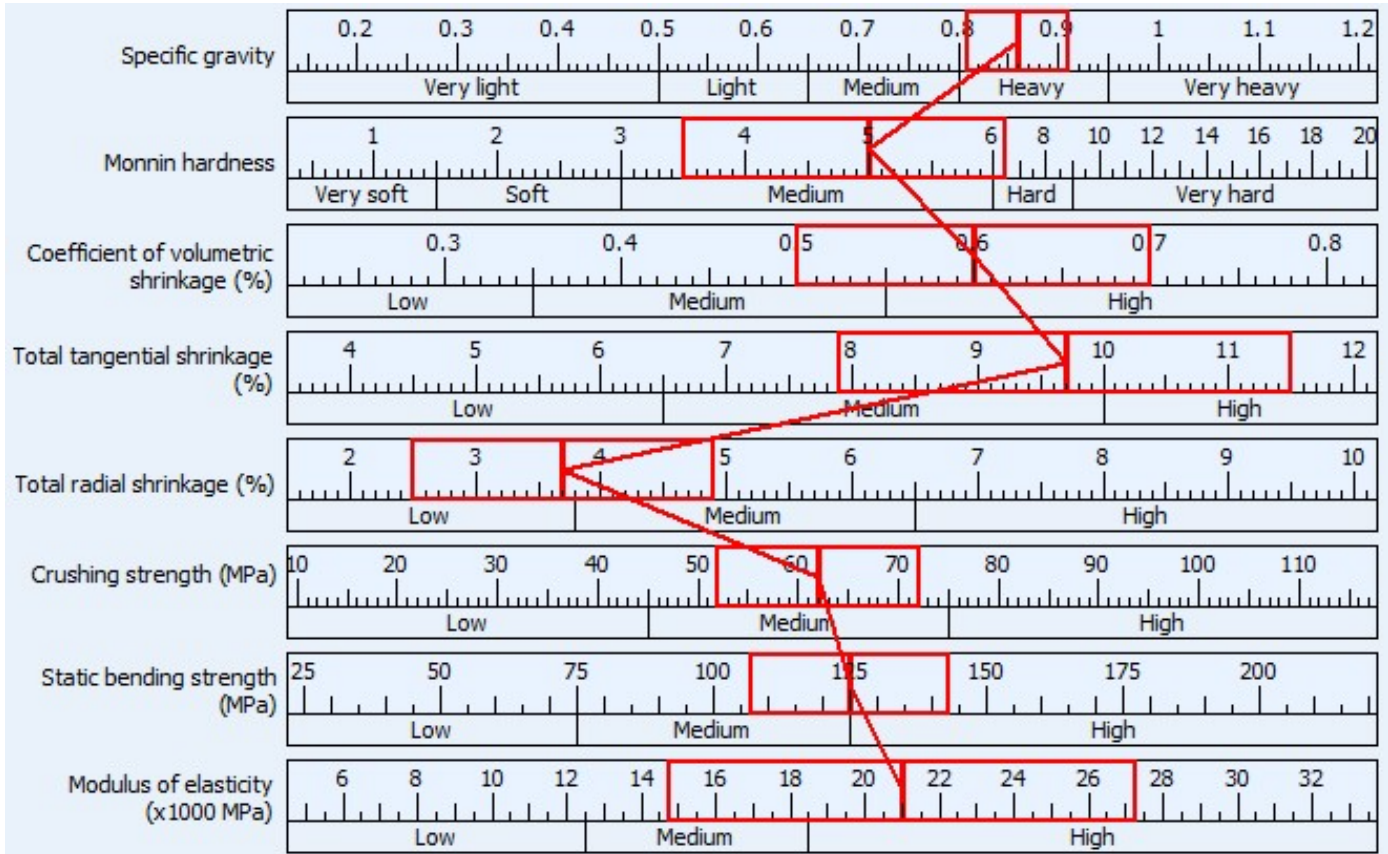 0.2 0.3 0.4 0.5 0.6 0.7 0.8 0.9 1 1.1 1.2
Specific gravity
Very light Light Medium Heavy Very heavy
1 2 3 4 5 6 8 10 12 14 16 18 20
Monnin hardness
Very soft Soft Medium Hard Very hard
0.3 0.4 0.5 0.6 0.7 0.8
Coefficient of volumetric
shrinkage (%)
Low Medium High
4 5 6 7 8 9 10 11 12
Total tangential shrinkage
(%)
Low Medium High
2 3 4 5 6 7 8 9 10
Total radial shrinkage (%)
Low Medium High
10 20 30 40 50 60 70 80 90 100 110
Crushing strength (MPa)
Low Medium High
25 50 75 100 125 150 175 200
Static bending strength
(MPa)
Low Medium High
6 8 10 12 14 16 18 20 22 24 26 28 30 32
Modulus of elasticity
(x1000 MPa)
Low Medium High